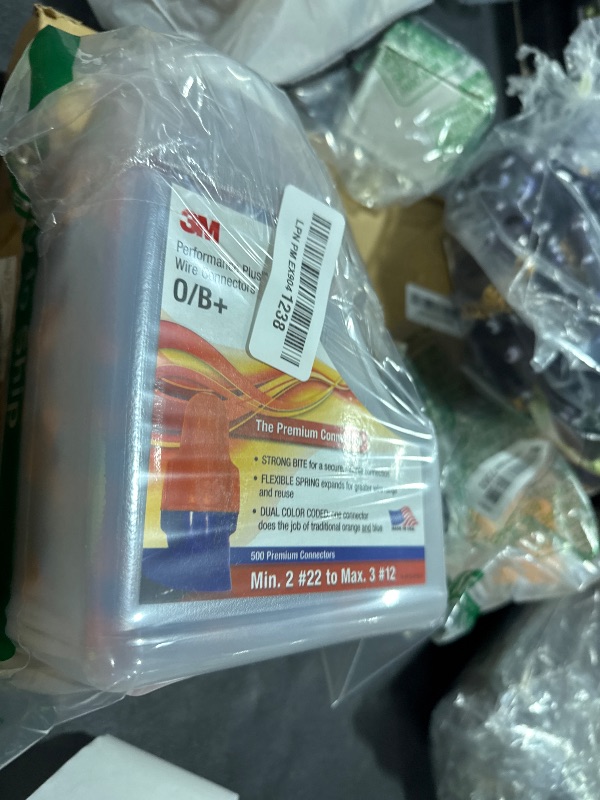 3M
Performance Plus
Wire Connectors
O/B+
LPN PM EX804 1238
The Premium
• STRONG BITE for a secure,
• FLEXIBLE SPRING expands for greater
and reuse
• DUAL COLOR CODED: one connector
does the job of traditional orange and blue
500 Premium Connectors
Min. 2 #22 to Max. 3 #12
ship